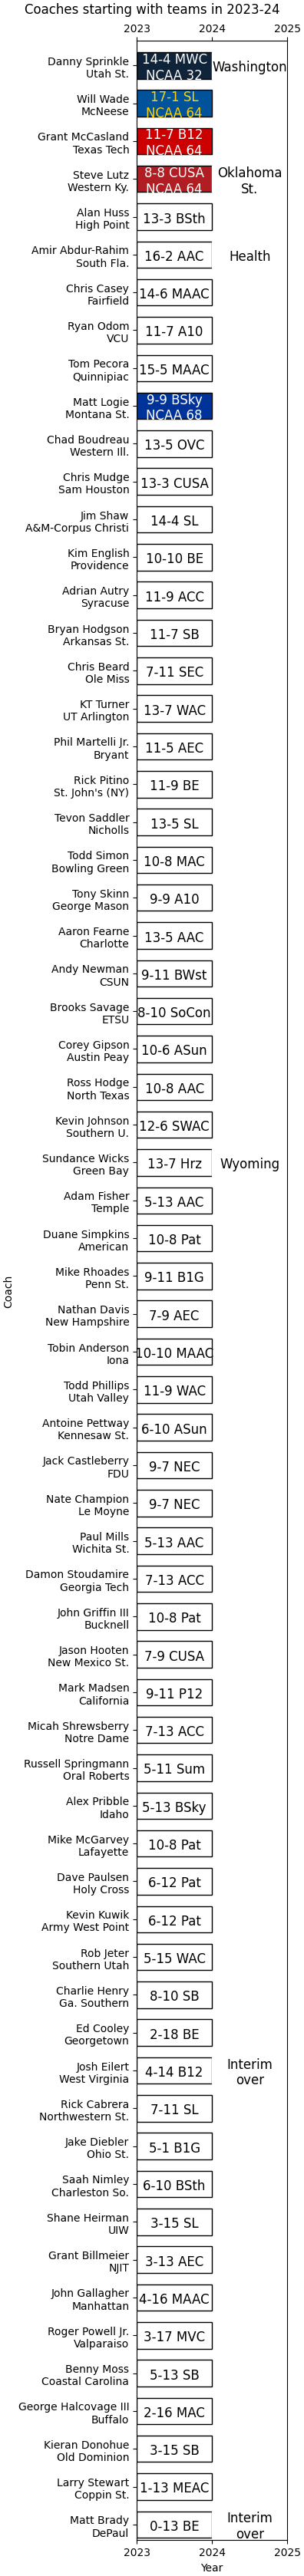 Coaches starting with teams in 2023-24
2023 2024 2025
Danny Sprinkle 14-4 MWC Washington
Utah St. NCAA 32
Will Wade 17-1 SL
McNeese NCAA 64
Grant McCasland 11-7 B12
Texas Tech NCAA 64
Steve Lutz 8-8 CUSA Oklahoma
Western Ky. NCAA 64 St.
Alan Huss
High Point 13-3 BSth
Amir Abdur-Rahim
South Fla. 16-2 AAC Health
Chris Casey
Fairfield 14-6 MAAC
Ryan Odom
VCU 11-7 A10
Tom Pecora
Quinnipiac 15-5 MAAC
Matt Logie 9-9 BSky
Montana St. NCAA 68
Chad Boudreau
Western Ill. 13-5 OVC
Chris Mudge
Sam Houston 13-3 CUSA
Jim Shaw
A&M-Corpus Christi 14-4 SL
Kim English
Providence 10-10 BE
Adrian Autry
Syracuse 11-9 ACC
Bryan Hodgson
Arkansas St. 11-7 SB
Chris Beard
Ole Miss 7-11 SEC
KT Turner
UT Arlington 13-7 WAC
Phil Martelli Jr.
Bryant 11-5 AEC
Rick Pitino
St. John's (NY) 11-9 BE
Tevon Saddler
Nicholls 13-5 SL
Todd Simon
Bowling Green 10-8 MAC
Tony Skinn
George Mason 9-9 A10
Aaron Fearne
Charlotte 13-5 AAC
Andy Newman
CSUN 9-11 BWst
Brooks Savage
ETSU 8-10 SoCon
Corey Gipson
Austin Peay 10-6 ASun
Ross Hodge
North Texas 10-8 AAC
Kevin Johnson
Southern U. 12-6 SWAC
Sundance Wicks
Green Bay 13-7 Hrz Wyoming
Adam Fisher
Temple 5-13 AAC
Duane Simpkins
American 10-8 Pat
Mike Rhoades
Penn St. 9-11 B1G
Nathan Davis
New Hampshire 7-9 AEC
Tobin Anderson
Iona 10-10 MAAC
Todd Phillips
Utah Valley 11-9 WAC
Antoine Pettway
Kennesaw St. 6-10 ASun
Jack Castleberry
FDU 9-7 NEC
Nate Champion
Le Moyne 9-7 NEC
Paul Mills
Wichita St. 5-13 AAC
Damon Stoudamire
Georgia Tech 7-13 ACC
John Griffin III
Bucknell 10-8 Pat
Jason Hooten
New Mexico St. 7-9 CUSA
Mark Madsen
California 9-11 P12
Micah Shrewsberry
Notre Dame 7-13 ACC
Russell Springmann
Oral Roberts 5-11 Sum
Alex Pribble
Idaho 5-13 BSky
Mike McGarvey
Lafayette 10-8 Pat
Dave Paulsen
Holy Cross 6-12 Pat
Kevin Kuwik
Army West Point 6-12 Pat
Rob Jeter
Southern Utah 5-15 WAC
Charlie Henry
Ga. Southern 8-10 SB
Ed Cooley
Georgetown 2-18 BE
Josh Eilert 4-14 B12 Interim
West Virginia over
Rick Cabrera
Northwestern St. 7-11 SL
Jake Diebler
Ohio St. 5-1 B1G
Saah Nimley
Charleston So. 6-10 BSth
Shane Heirman
UIW 3-15 SL
Grant Billmeier
NJIT 3-13 AEC
John Gallagher
Manhattan 4-16 MAAC
Roger Powell Jr.
Valparaiso 3-17 MVC
Benny Moss
Coastal Carolina 5-13 SB
George Halcovage III
Buffalo 2-16 MAC
Kieran Donohue
Old Dominion 3-15 SB
Larry Stewart
Coppin St. 1-13 MEAC
Matt Brady 0-13 BE Interim
DePaul over
2023 2024 2025
Year
Coach